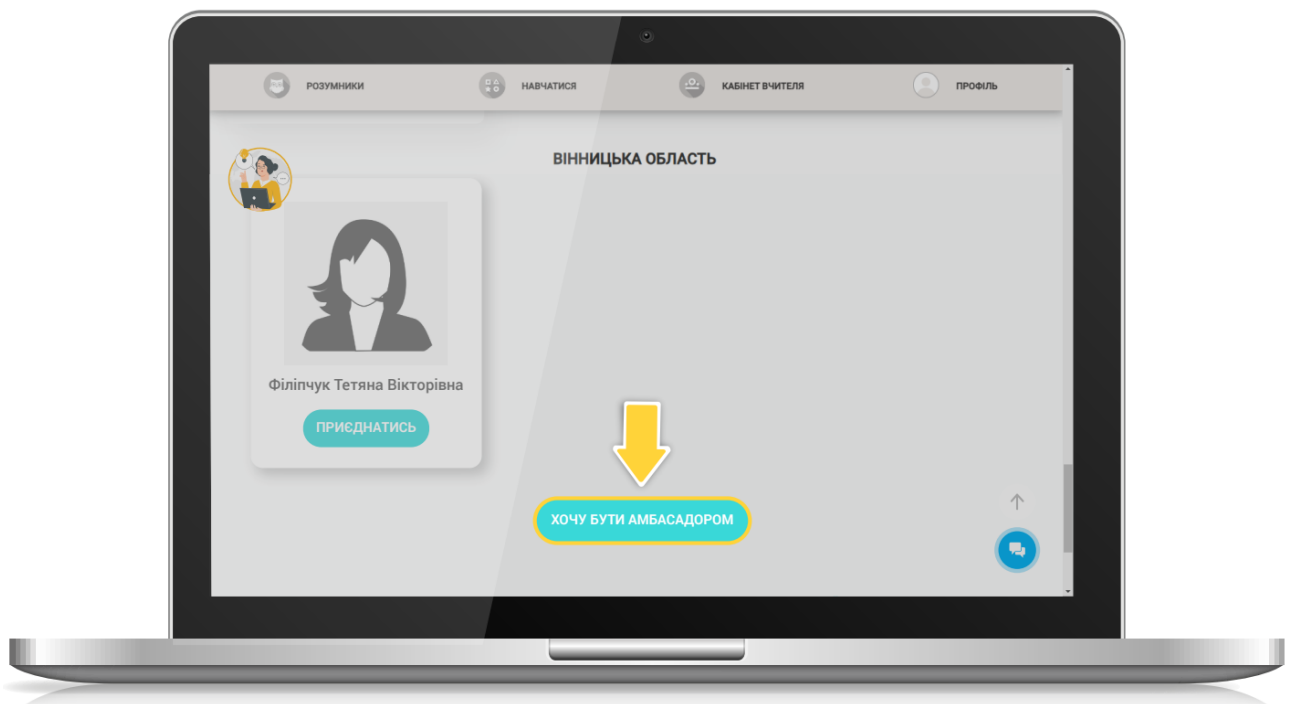 РОЗУМНИКИ
НАВЧАТИСЯ
КАБІНЕТ ВЧИТЕЛЯ
ПРОФІЛЬ
ВІННИЦЬКА ОБЛАСТЬ
Філіпчук Тетяна Вікторівна
ПРИЄДНАТИСЬ
ХОЧУ БУТИ АМБАСАДОРОМ